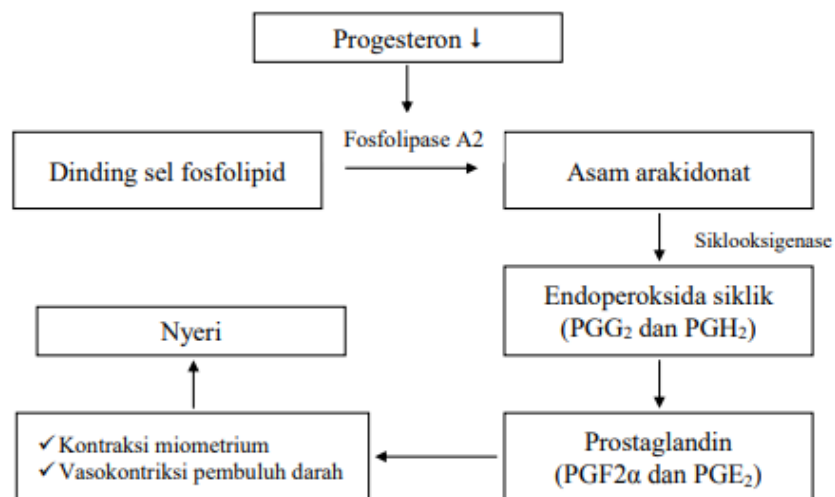 Progesteron ↓
Fosfolipase A2
Dinding sel fosfolipid
Asam arakidonat
Siklooksigenase
Endoperoksida siklik
(PGG₂ dan PGH₂)
Nyeri
✓ Kontraksi miometrium
✓ Vasokontriksi pembuluh darah
Prostaglandin
(PGF2α dan PGE₂)